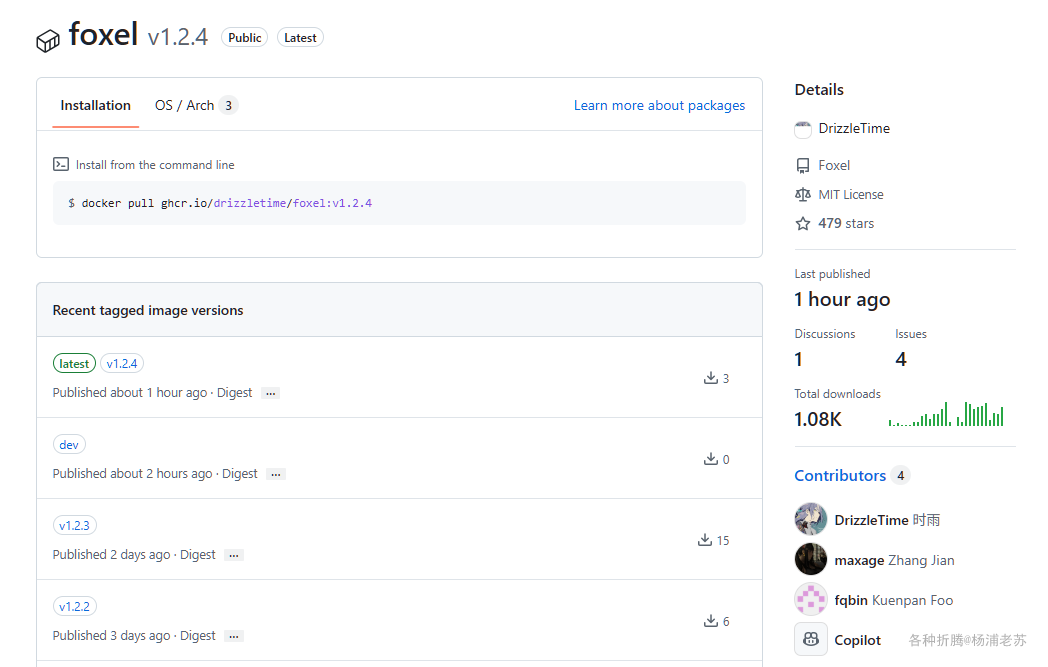 foxel v1.2.4 Public Latest
Installation OS / Arch 3 Learn more about packages
Install from the command line
$ docker pull ghcr.io/drizzletime/foxel:v1.2.4
Recent tagged image versions
latest v1.2.4
Published about 1 hour ago · Digest ...
3
dev
Published about 2 hours ago · Digest ...
0
v1.2.3
Published 2 days ago · Digest ...
15
v1.2.2
Published 3 days ago · Digest ...
6
Details
DrizzleTime
Foxel
MIT License
479 stars
Last published
1 hour ago
Discussions Issues
1 4
Total downloads
1.08K
Contributors 4
DrizzleTime 时雨
maxage Zhang Jian
fqbin Kuenpan Foo
Copilot
各种折腾@杨浦老苏